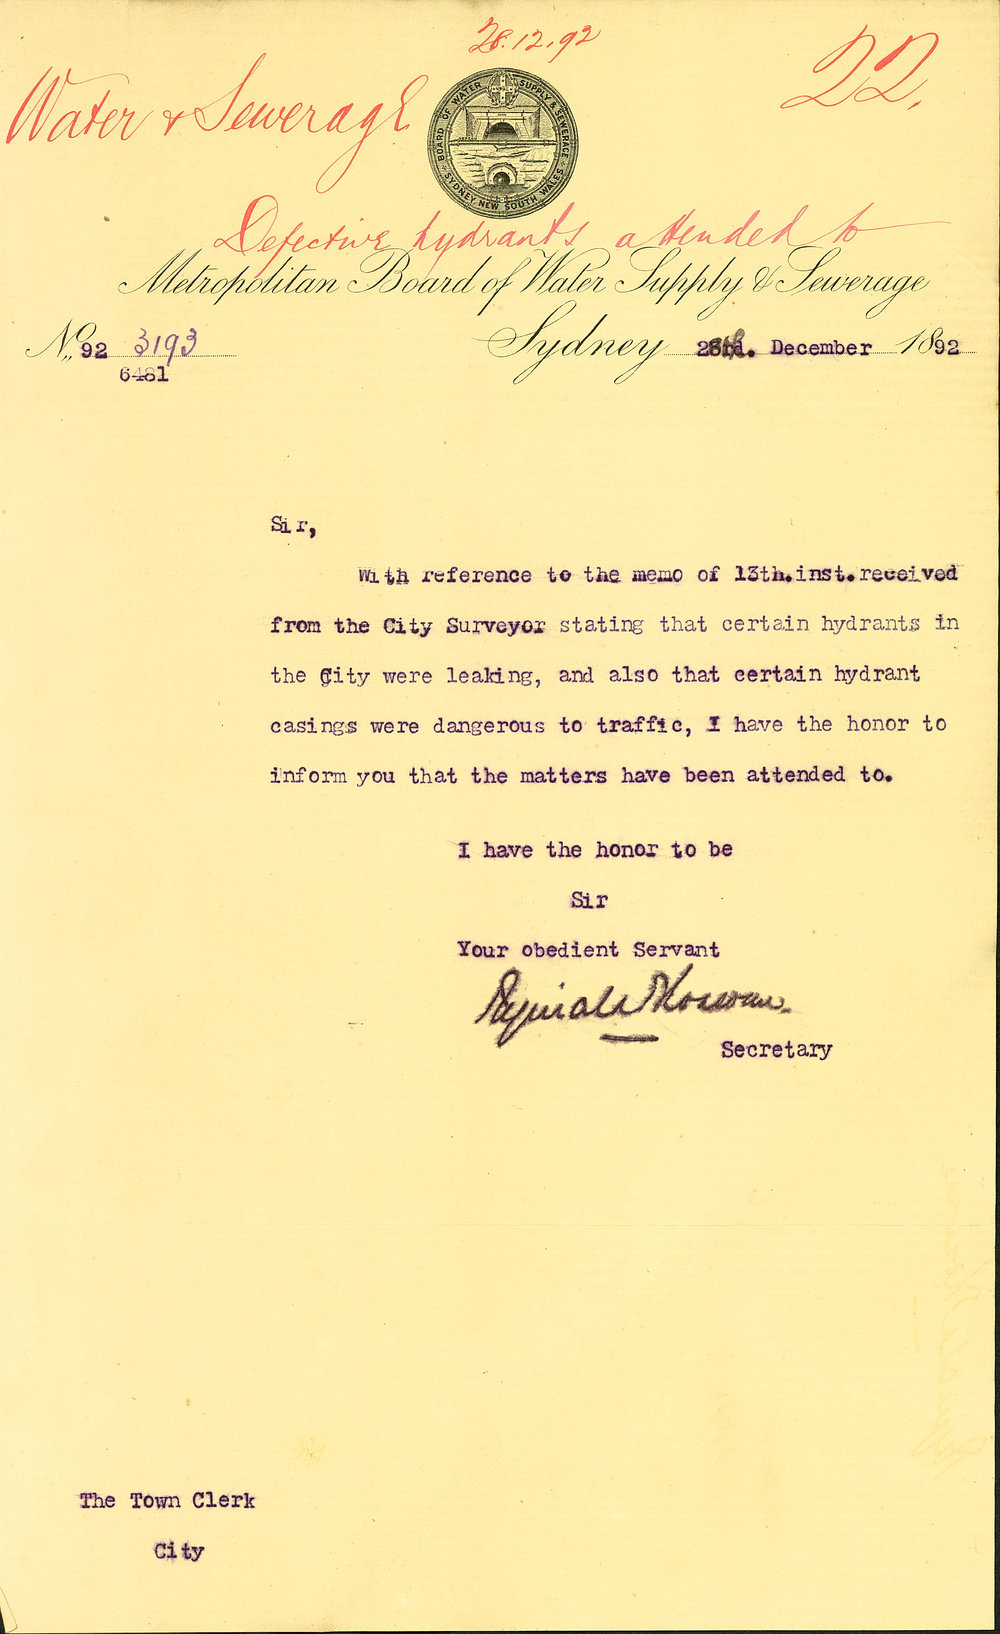 28.12.92
22.
Water & Sewerage
BOARD OF WATER SUPPLY & SEWERAGE
SYDNEY NEW SOUTH WALES
Defective hydrants attended to
Metropolitan Board of Water Supply & Sewerage
No. 92 3193
6481
Sydney 28th. December 1892
Sir,
With reference to the memo of 13th.inst.received
from the City Surveyor stating that certain hydrants in
the City were leaking, and also that certain hydrant
casings were dangerous to traffic, I have the honor to
inform you that the matters have been attended to.
I have the honor to be
Sir
Your obedient Servant
Secretary
The Town Clerk
City